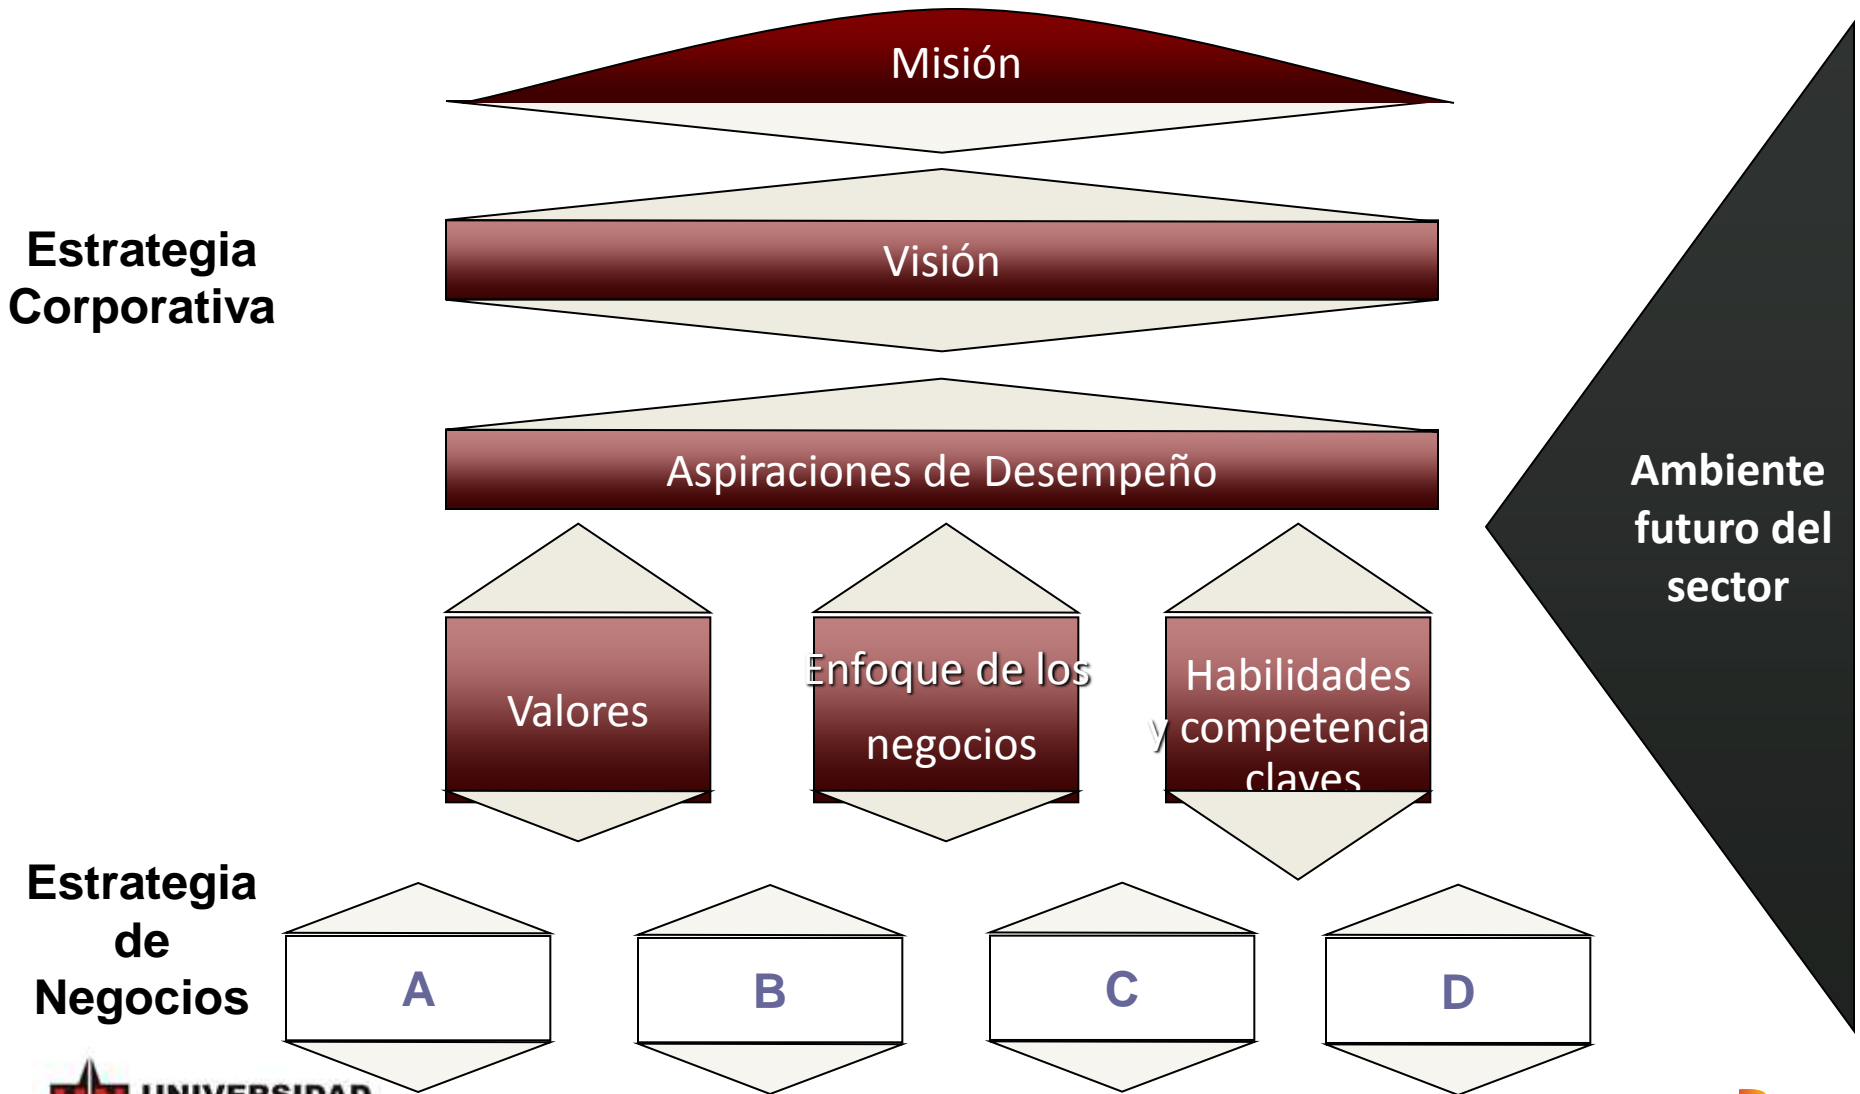 Misión
Estrategia
Corporativa
Visión
Aspiraciones de Desempeño
Ambiente
futuro del
sector
Valores
Enfoque de los
negocios
Habilidades
y competencia
claves
Estrategia
de
Negocios
A
B
C
D
UNIVERSIDAD